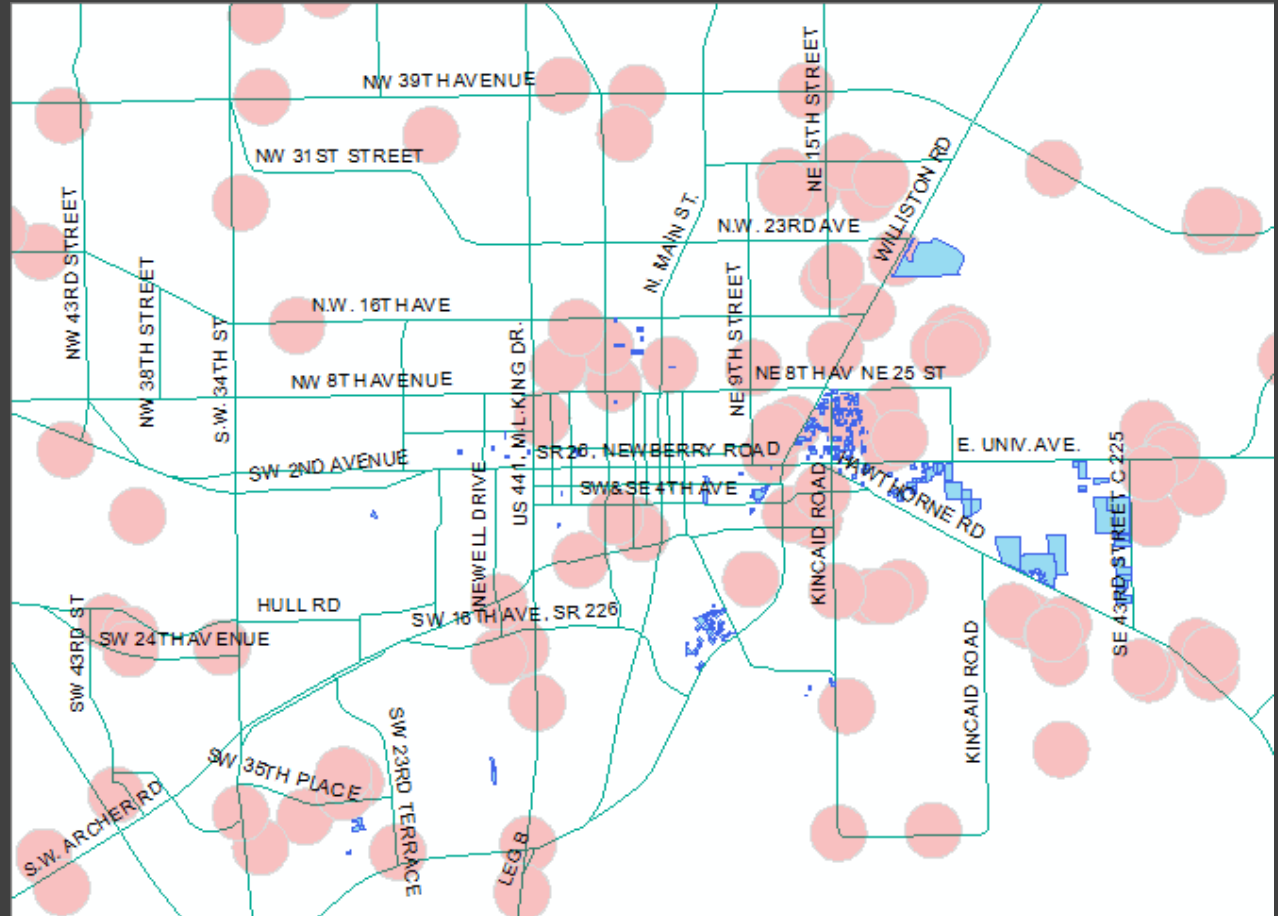 NW 39TH AVENUE
NE 15TH STREET
NW 31ST STREET
WILLISTON RD
NW 43RD STREET
N. MAIN ST.
N.W. 23RD AVE
NW 38TH STREET
N.W. 16TH AVE
NE 9TH STREET
S.W. 34TH ST
US 441, M.L.KING DR.
NW 8TH AVENUE
NE 8TH AV NE 25 ST
SW 2ND AVENUE
SR26, NEWBERRY ROAD
E. UNIV. AVE.
SE 43RD STREET, C 225
SW&SE 4TH AVE
HAWTHORNE RD
KINCAID ROAD
NEWELL DRIVE
HULL RD
SW 16TH AVE, SR 226
SW 43RD ST
SW 24TH AVENUE
KINCAID ROAD
SW 35TH PLACE
SW 23RD TERRACE
S.W. ARCHER RD
LEG B